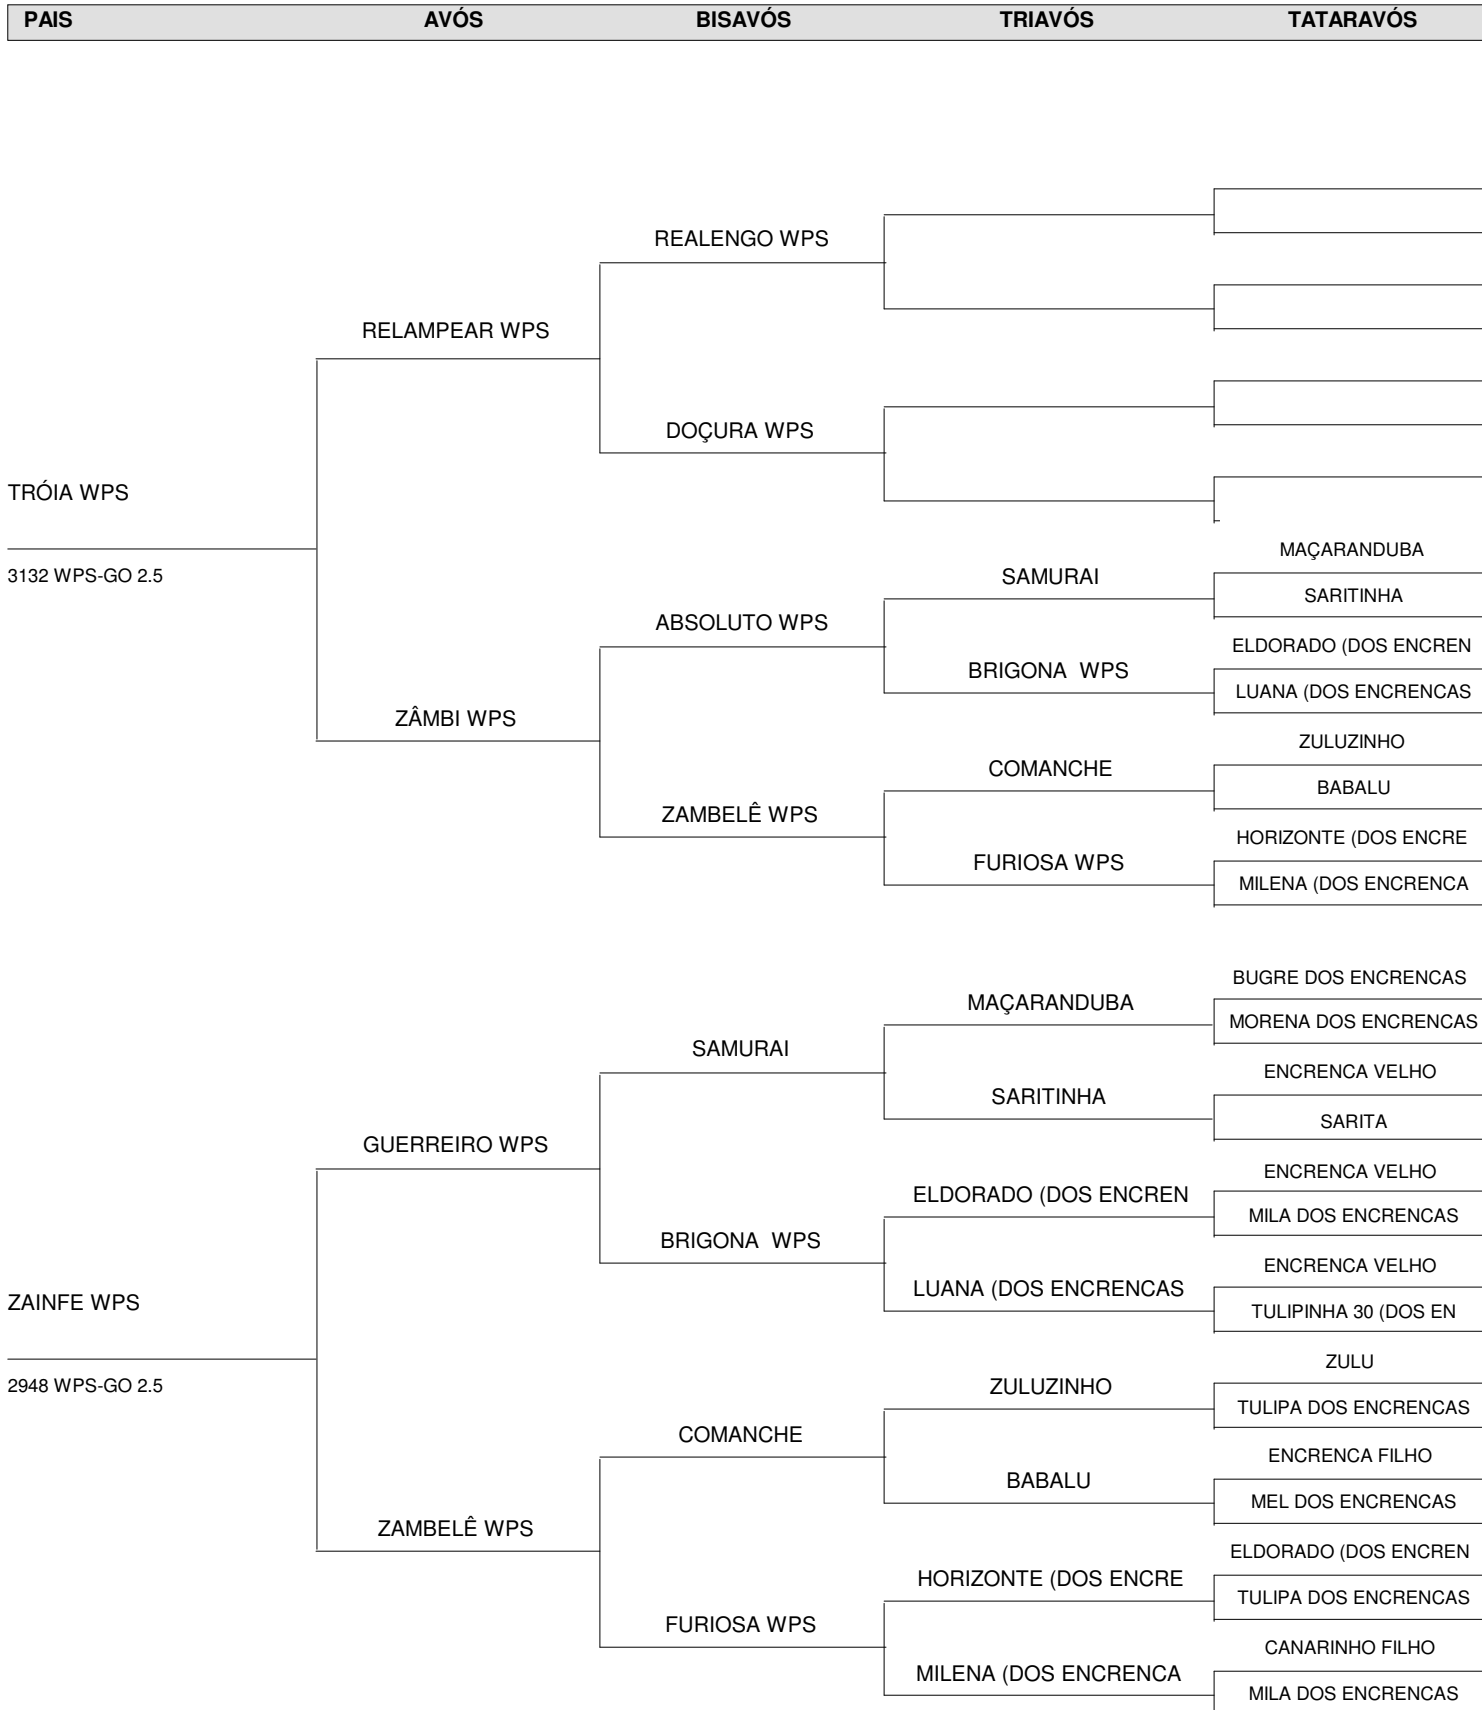 PAIS AVÓS BISAVÓS TRIAVÓS TATARAVÓS
REALENGO WPS
RELAMPEAR WPS
DOÇURA WPS
TRÓIA WPS
MAÇARANDUBA
3132 WPS-GO 2.5
SAMURAI
SARITINHA
ABSOLUTO WPS
ELDORADO (DOS ENCREN
BRIGONA  WPS
LUANA (DOS ENCRENCAS
ZÂMBI WPS
ZULUZINHO
COMANCHE
BABALU
ZAMBELÊ WPS
HORIZONTE (DOS ENCRE
FURIOSA WPS
MILENA (DOS ENCRENCA
BUGRE DOS ENCRENCAS
MAÇARANDUBA
MORENA DOS ENCRENCAS
SAMURAI
ENCRENCA VELHO
SARITINHA
SARITA
GUERREIRO WPS
ENCRENCA VELHO
ELDORADO (DOS ENCREN
MILA DOS ENCRENCAS
BRIGONA  WPS
ENCRENCA VELHO
LUANA (DOS ENCRENCAS
ZAINFE WPS
TULIPINHA 30 (DOS EN
ZULU
2948 WPS-GO 2.5
ZULUZINHO
TULIPA DOS ENCRENCAS
COMANCHE
ENCRENCA FILHO
BABALU
MEL DOS ENCRENCAS
ZAMBELÊ WPS
ELDORADO (DOS ENCREN
HORIZONTE (DOS ENCRE
TULIPA DOS ENCRENCAS
FURIOSA WPS
CANARINHO FILHO
MILENA (DOS ENCRENCA
MILA DOS ENCRENCAS